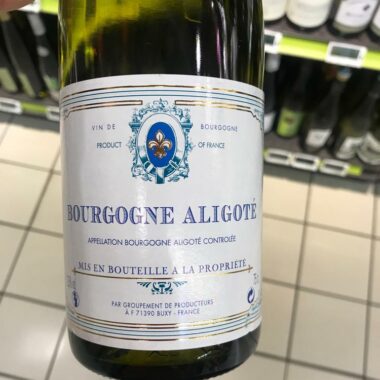 VIN DE BOURGOGNE
PRODUCT OF FRANCE
BOURGOGNE ALIGOTÉ
APPELLATION BOURGOGNE ALIGOTÉ CONTROLÉE
MIS EN BOUTEILLE A LA PROPRIETÉ
PAR GROUPEMENT DE PRODUCTEURS
A F 71390 BUXY - FRANCE